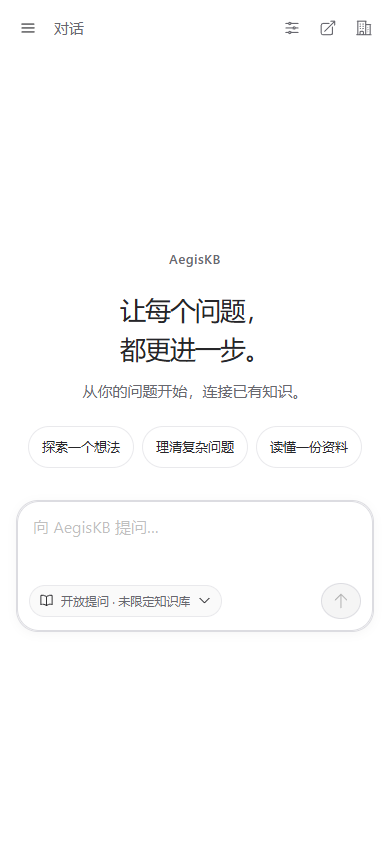 对话
AegisKB
让每个问题，
都更进一步。
从你的问题开始，连接已有知识。
探索一个想法
理清复杂问题
读懂一份资料
向 AegisKB 提问...
开放提问 · 未限定知识库